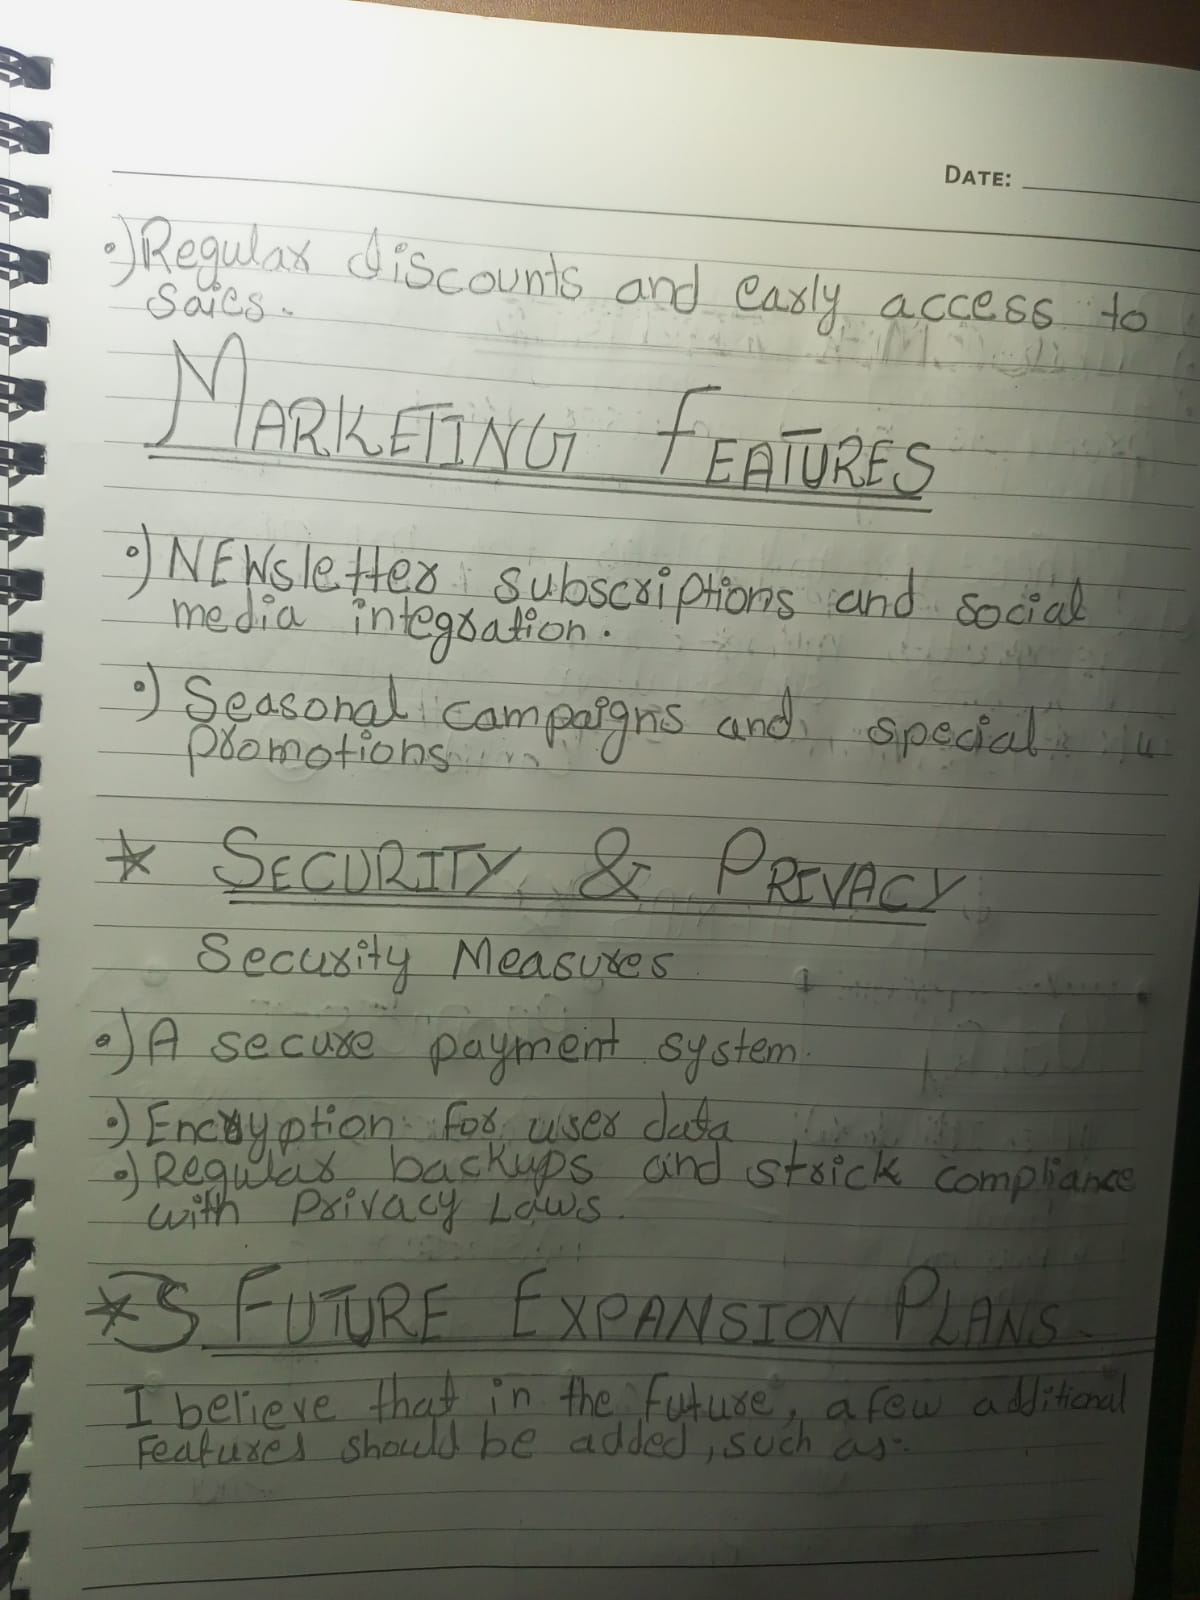 DATE:
•) Regular discounts and early access to
sales.
MARKETING FEATURES
•) NEWsletter subscriptions and social
media integration.
•) Seasonal campaigns and special
promotions
* SECURITY & PRIVACY
Security Measures
•) A secure payment system.
•) Encryption for user data
•) Regular backups and strick compliance
with Privacy Laws.
*S FUTURE EXPANSION PLANS.
I believe that in the future, a few additional
Features should be added, such as:-